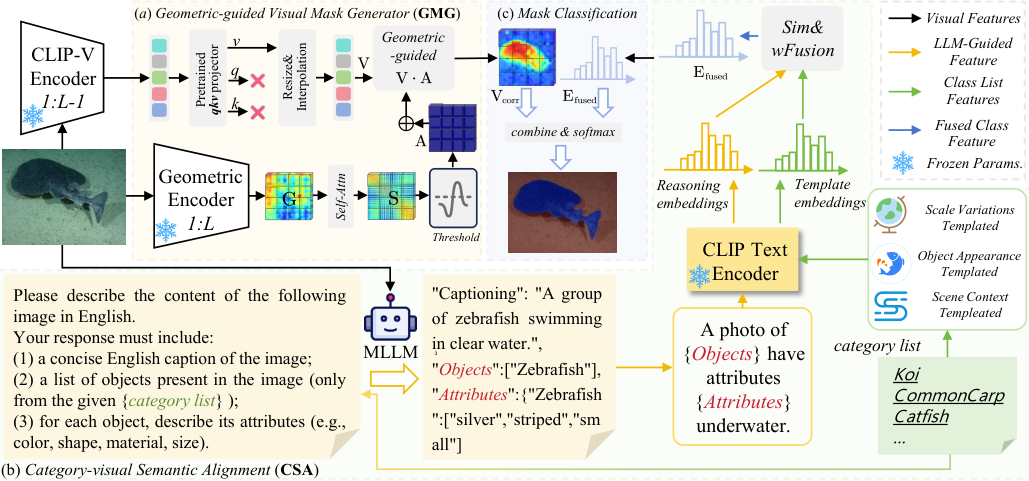 (a) Geometric-guided Visual Mask Generator (GMG)
(c) Mask Classification
CLIP-V
Encoder
1:L-1
Pretrained
qkv projector
v
q
k
Resize&
Interpolation
V
Geometric
-guided
V · A
A
Geometric
Encoder
1:L
G
Self-Attn
S
Threshold
Vcorr
Efused
combine & softmax
Efused
Sim&
wFusion
Reasoning
embeddings
Template
embeddings
CLIP Text
Encoder
Visual Features
LLM-Guided
Feature
Class List
Features
Fused Class
Feature
Frozen Params.
Scale Variations
Templated
Object Appearance
Templated
Scene Context
Templeated
category list
Koi
CommonCarp
Catfish
...
Please describe the content of the following
image in English.
Your response must include:
(1) a concise English caption of the image;
(2) a list of objects present in the image (only
from the given {category list} );
(3) for each object, describe its attributes (e.g.,
color, shape, material, size).
MLLM
"Captioning": "A group
of zebrafish swimming
in clear water.",
"Objects":["Zebrafish"],
"Attributes":{"Zebrafish
":["silver","striped","sm
all"]
A photo of
{Objects} have
attributes
{Attributes}
underwater.
(b) Category-visual Semantic Alignment (CSA)